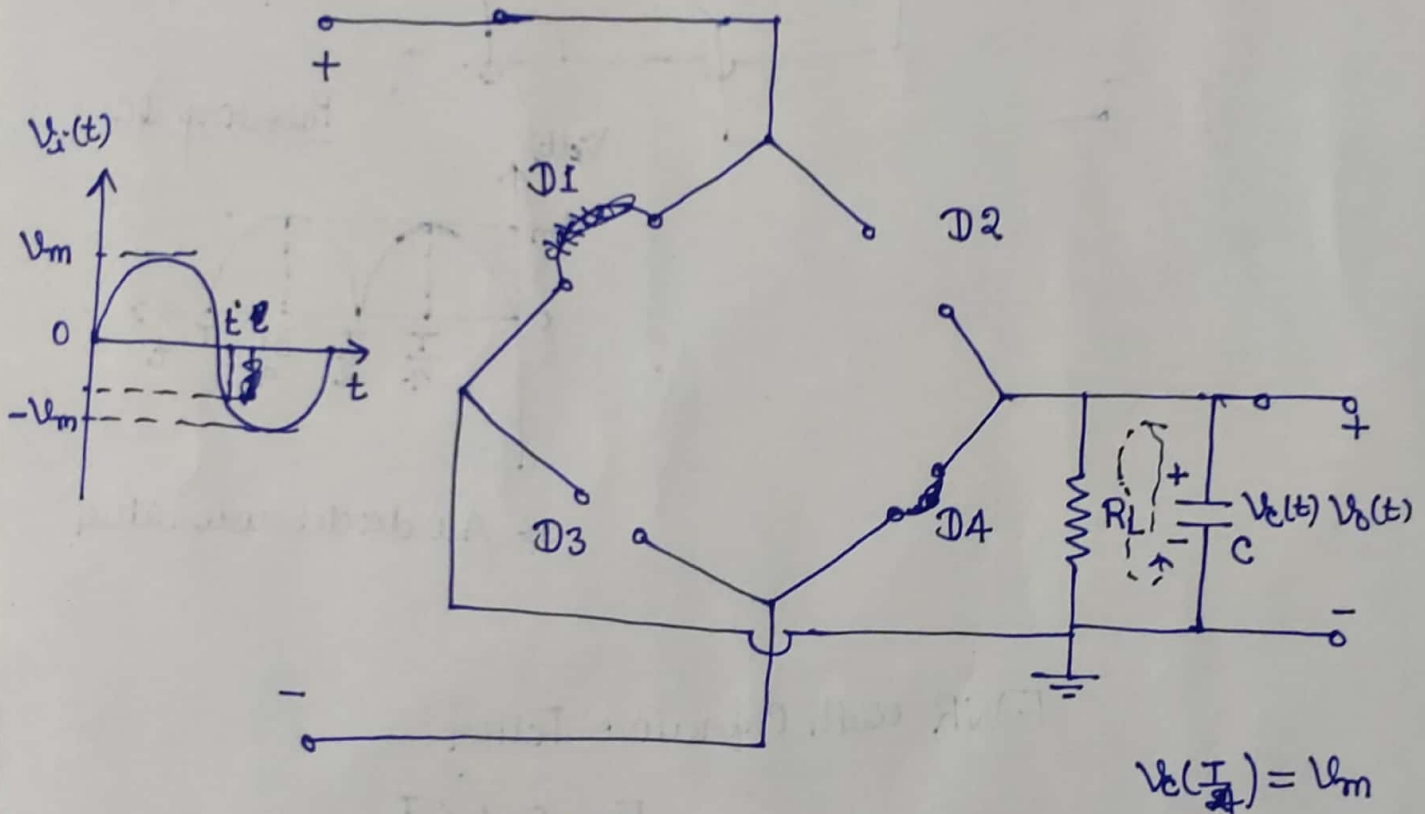 +
Vi(t)
D1
D2
Vm
0
t'
t
-Vm
D3
D4
RL
+
-
C
Vc(t) Vo(t)
+
-
-
Vc(T/4) = Vm